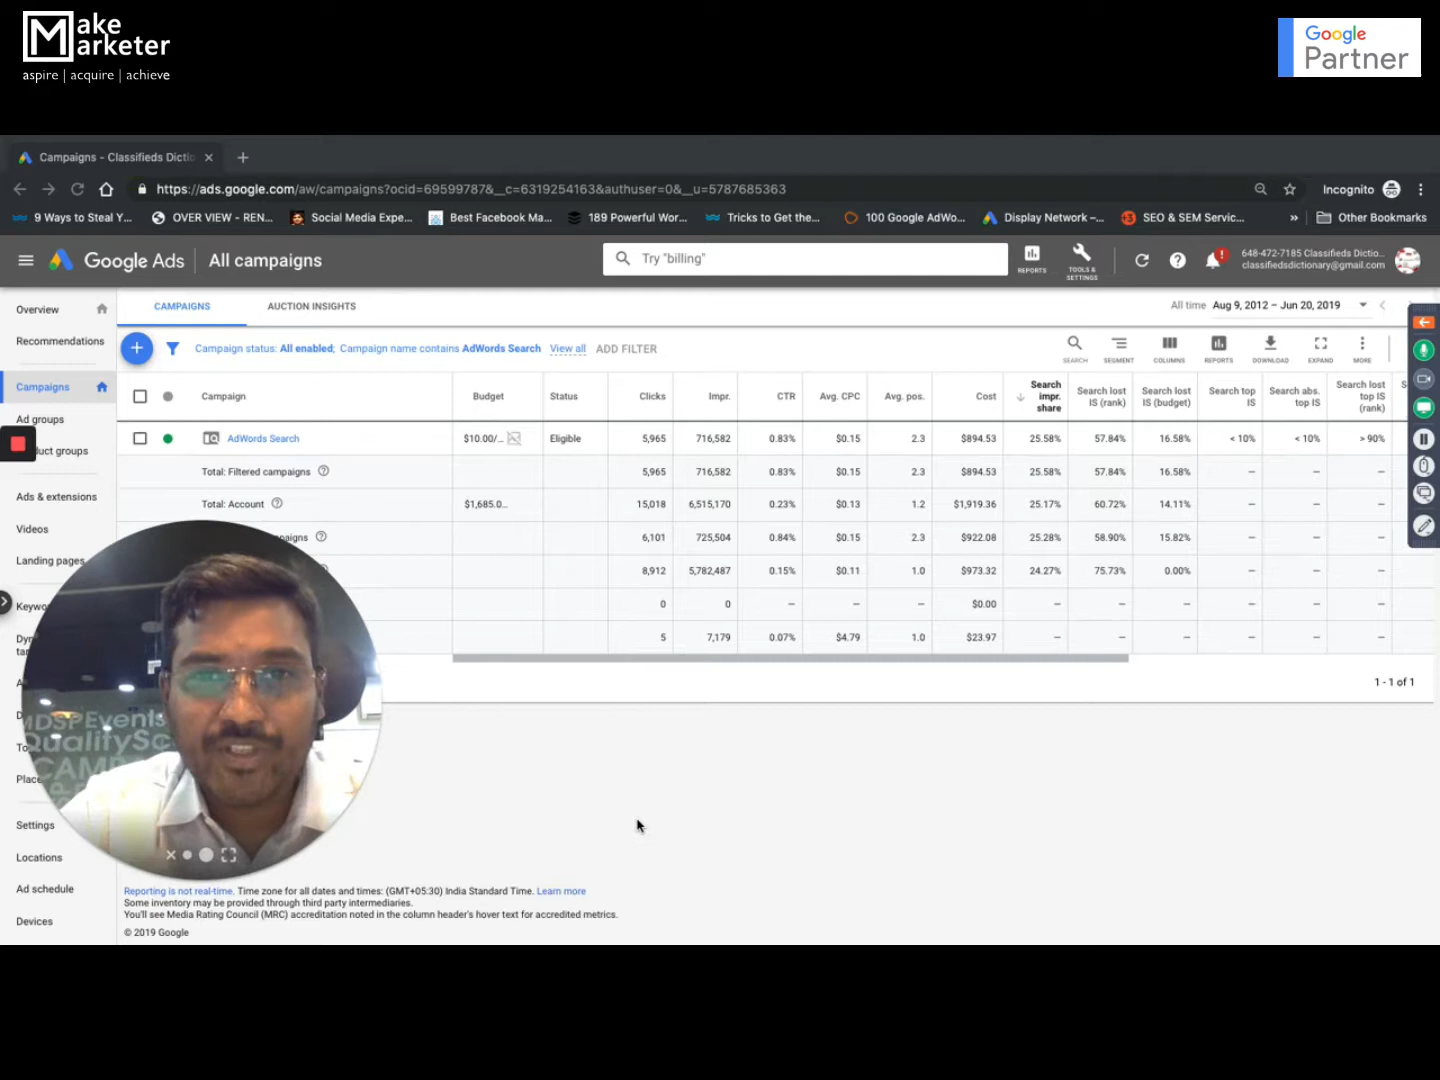 Make Marketer
aspire | acquire | achieve
Google
Partner
Campaigns - Classifieds Dictio
https://ads.google.com/aw/campaigns?ocid=69599787&__c=6319254163&authuser=0&__u=5787685363
Incognito
9 Ways to Steal Y... OVER VIEW - REN... Social Media Expe... Best Facebook Ma... 189 Powerful Wor... Tricks to Get the... 100 Google AdWo... Display Network –... SEO & SEM Servic... » Other Bookmarks
Google Ads All campaigns Try "billing" REPORTS TOOLS & SETTINGS
648-472-7185 Classifieds Dictio...
classifiedsdictionary@gmail.com
Overview
Recommendations
Campaigns
Ad groups
duct groups
Ads & extensions
Videos
Landing pages
Keywo
Dyn
Settings
Locations
Ad schedule
Devices
CAMPAIGNS AUCTION INSIGHTS All time Aug 9, 2012 – Jun 20, 2019
Campaign status: All enabled; Campaign name contains AdWords Search View all ADD FILTER
SEARCH SEGMENT COLUMNS REPORTS DOWNLOAD EXPAND MORE
Campaign Budget Status Clicks Impr. CTR Avg. CPC Avg. pos. Cost Search impr. share Search lost IS (rank) Search lost IS (budget) Search top IS Search abs. top IS Search lost top IS (rank) S
AdWords Search $10.00/... Eligible 5,965 716,582 0.83% $0.15 2.3 $894.53 25.58% 57.84% 16.58% < 10% < 10% > 90%
Total: Filtered campaigns 5,965 716,582 0.83% $0.15 2.3 $894.53 25.58% 57.84% 16.58% – – –
Total: Account $1,685.0... 15,018 6,515,170 0.23% $0.13 1.2 $1,919.36 25.17% 60.72% 14.11% – – –
paigns 6,101 725,504 0.84% $0.15 2.3 $922.08 25.28% 58.90% 15.82% – – –
8,912 5,782,487 0.15% $0.11 1.0 $973.32 24.27% 75.73% 0.00% – – –
0 0 – – – $0.00 – – – – – –
5 7,179 0.07% $4.79 1.0 $23.97 – – – – – –
1 - 1 of 1
MDSPEvents
QualitySc
CAMP
Place
Reporting is not real-time. Time zone for all dates and times: (GMT+05:30) India Standard Time. Learn more
Some inventory may be provided through third party intermediaries.
You'll see Media Rating Council (MRC) accreditation noted in the column header's hover text for accredited metrics.
© 2019 Google